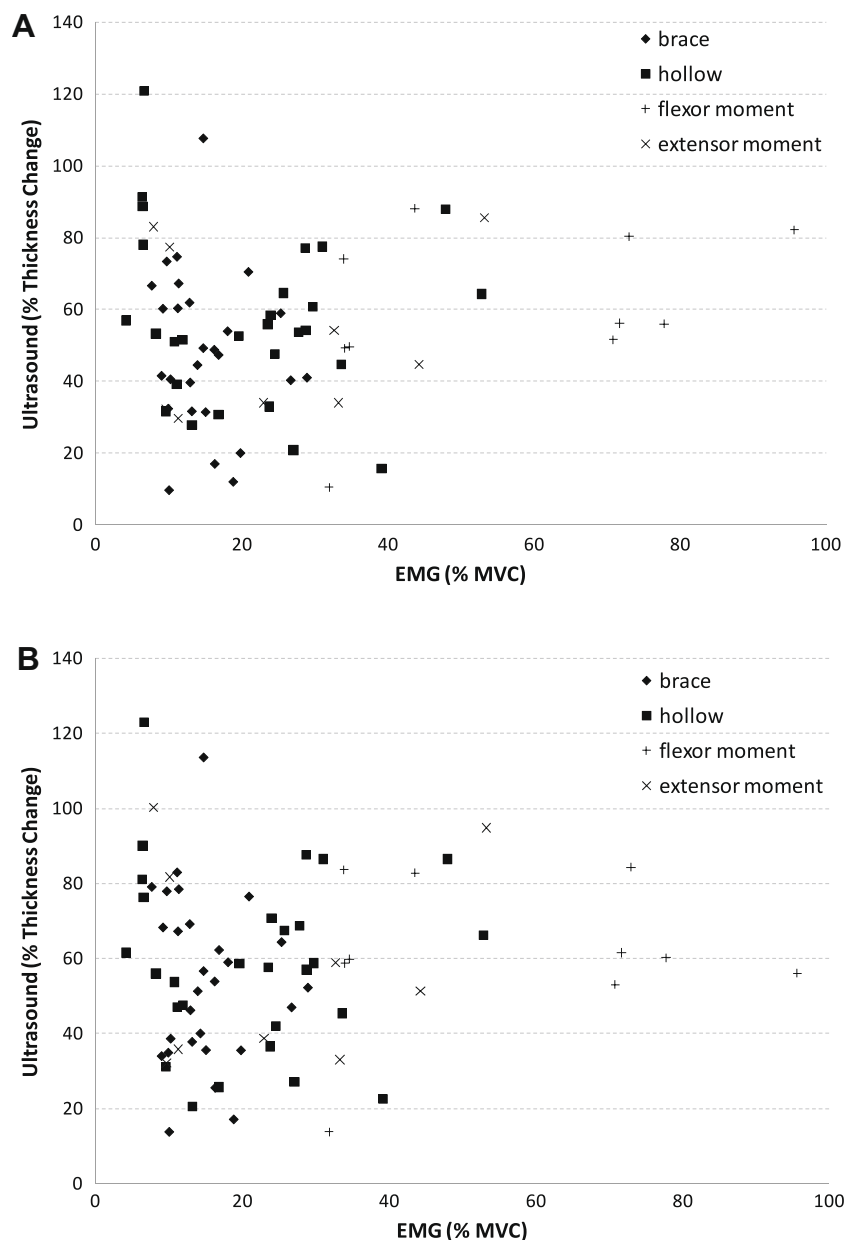 A
140
120
100
80
60
40
20
0
Ultrasound (% Thickness Change)
brace
hollow
flexor moment
extensor moment
0 20 40 60 80 100
EMG (% MVC)
B
140
120
100
80
60
40
20
0
Ultrasound (% Thickness Change)
brace
hollow
flexor moment
extensor moment
0 20 40 60 80 100
EMG (% MVC)